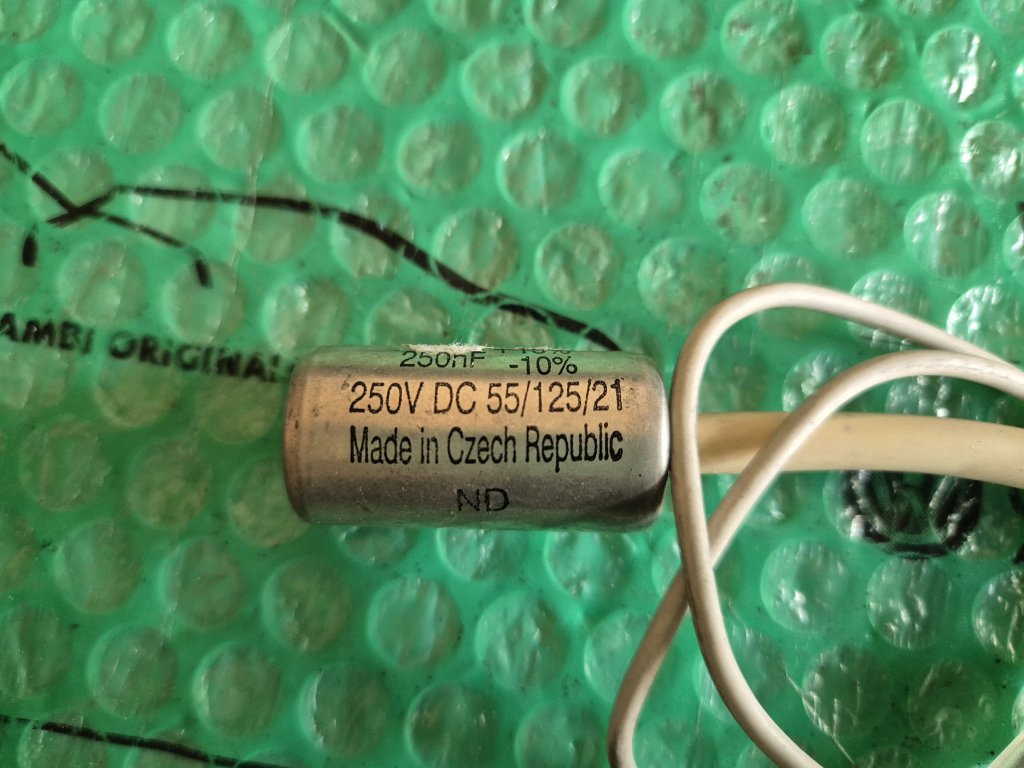 AMBI ORIGINAL
250nF -10%
250V DC 55/125/21
Made in Czech Republic
ND